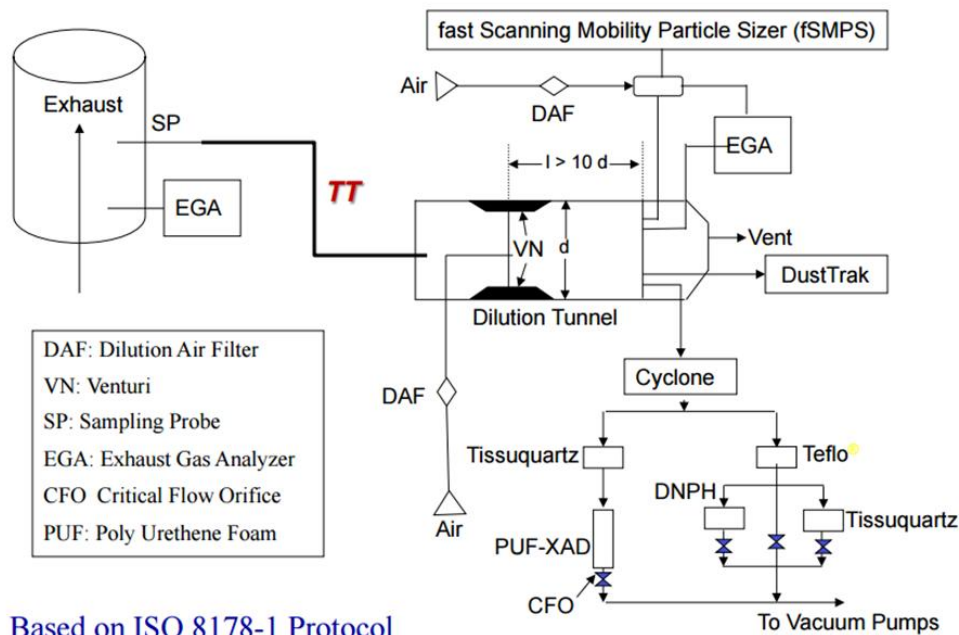 fast Scanning Mobility Particle Sizer (fSMPS)
Air
DAF
Exhaust
SP
EGA
l > 10 d
TT
EGA
VN
d
Vent
DustTrak
Dilution Tunnel
DAF: Dilution Air Filter
VN: Venturi
SP: Sampling Probe
EGA: Exhaust Gas Analyzer
CFO Critical Flow Orifice
PUF: Poly Urethene Foam
DAF
Cyclone
Tissuquartz
Teflo
DNPH
Tissuquartz
Air
PUF-XAD
CFO
To Vacuum Pumps
Based on ISO 8178-1 Protocol